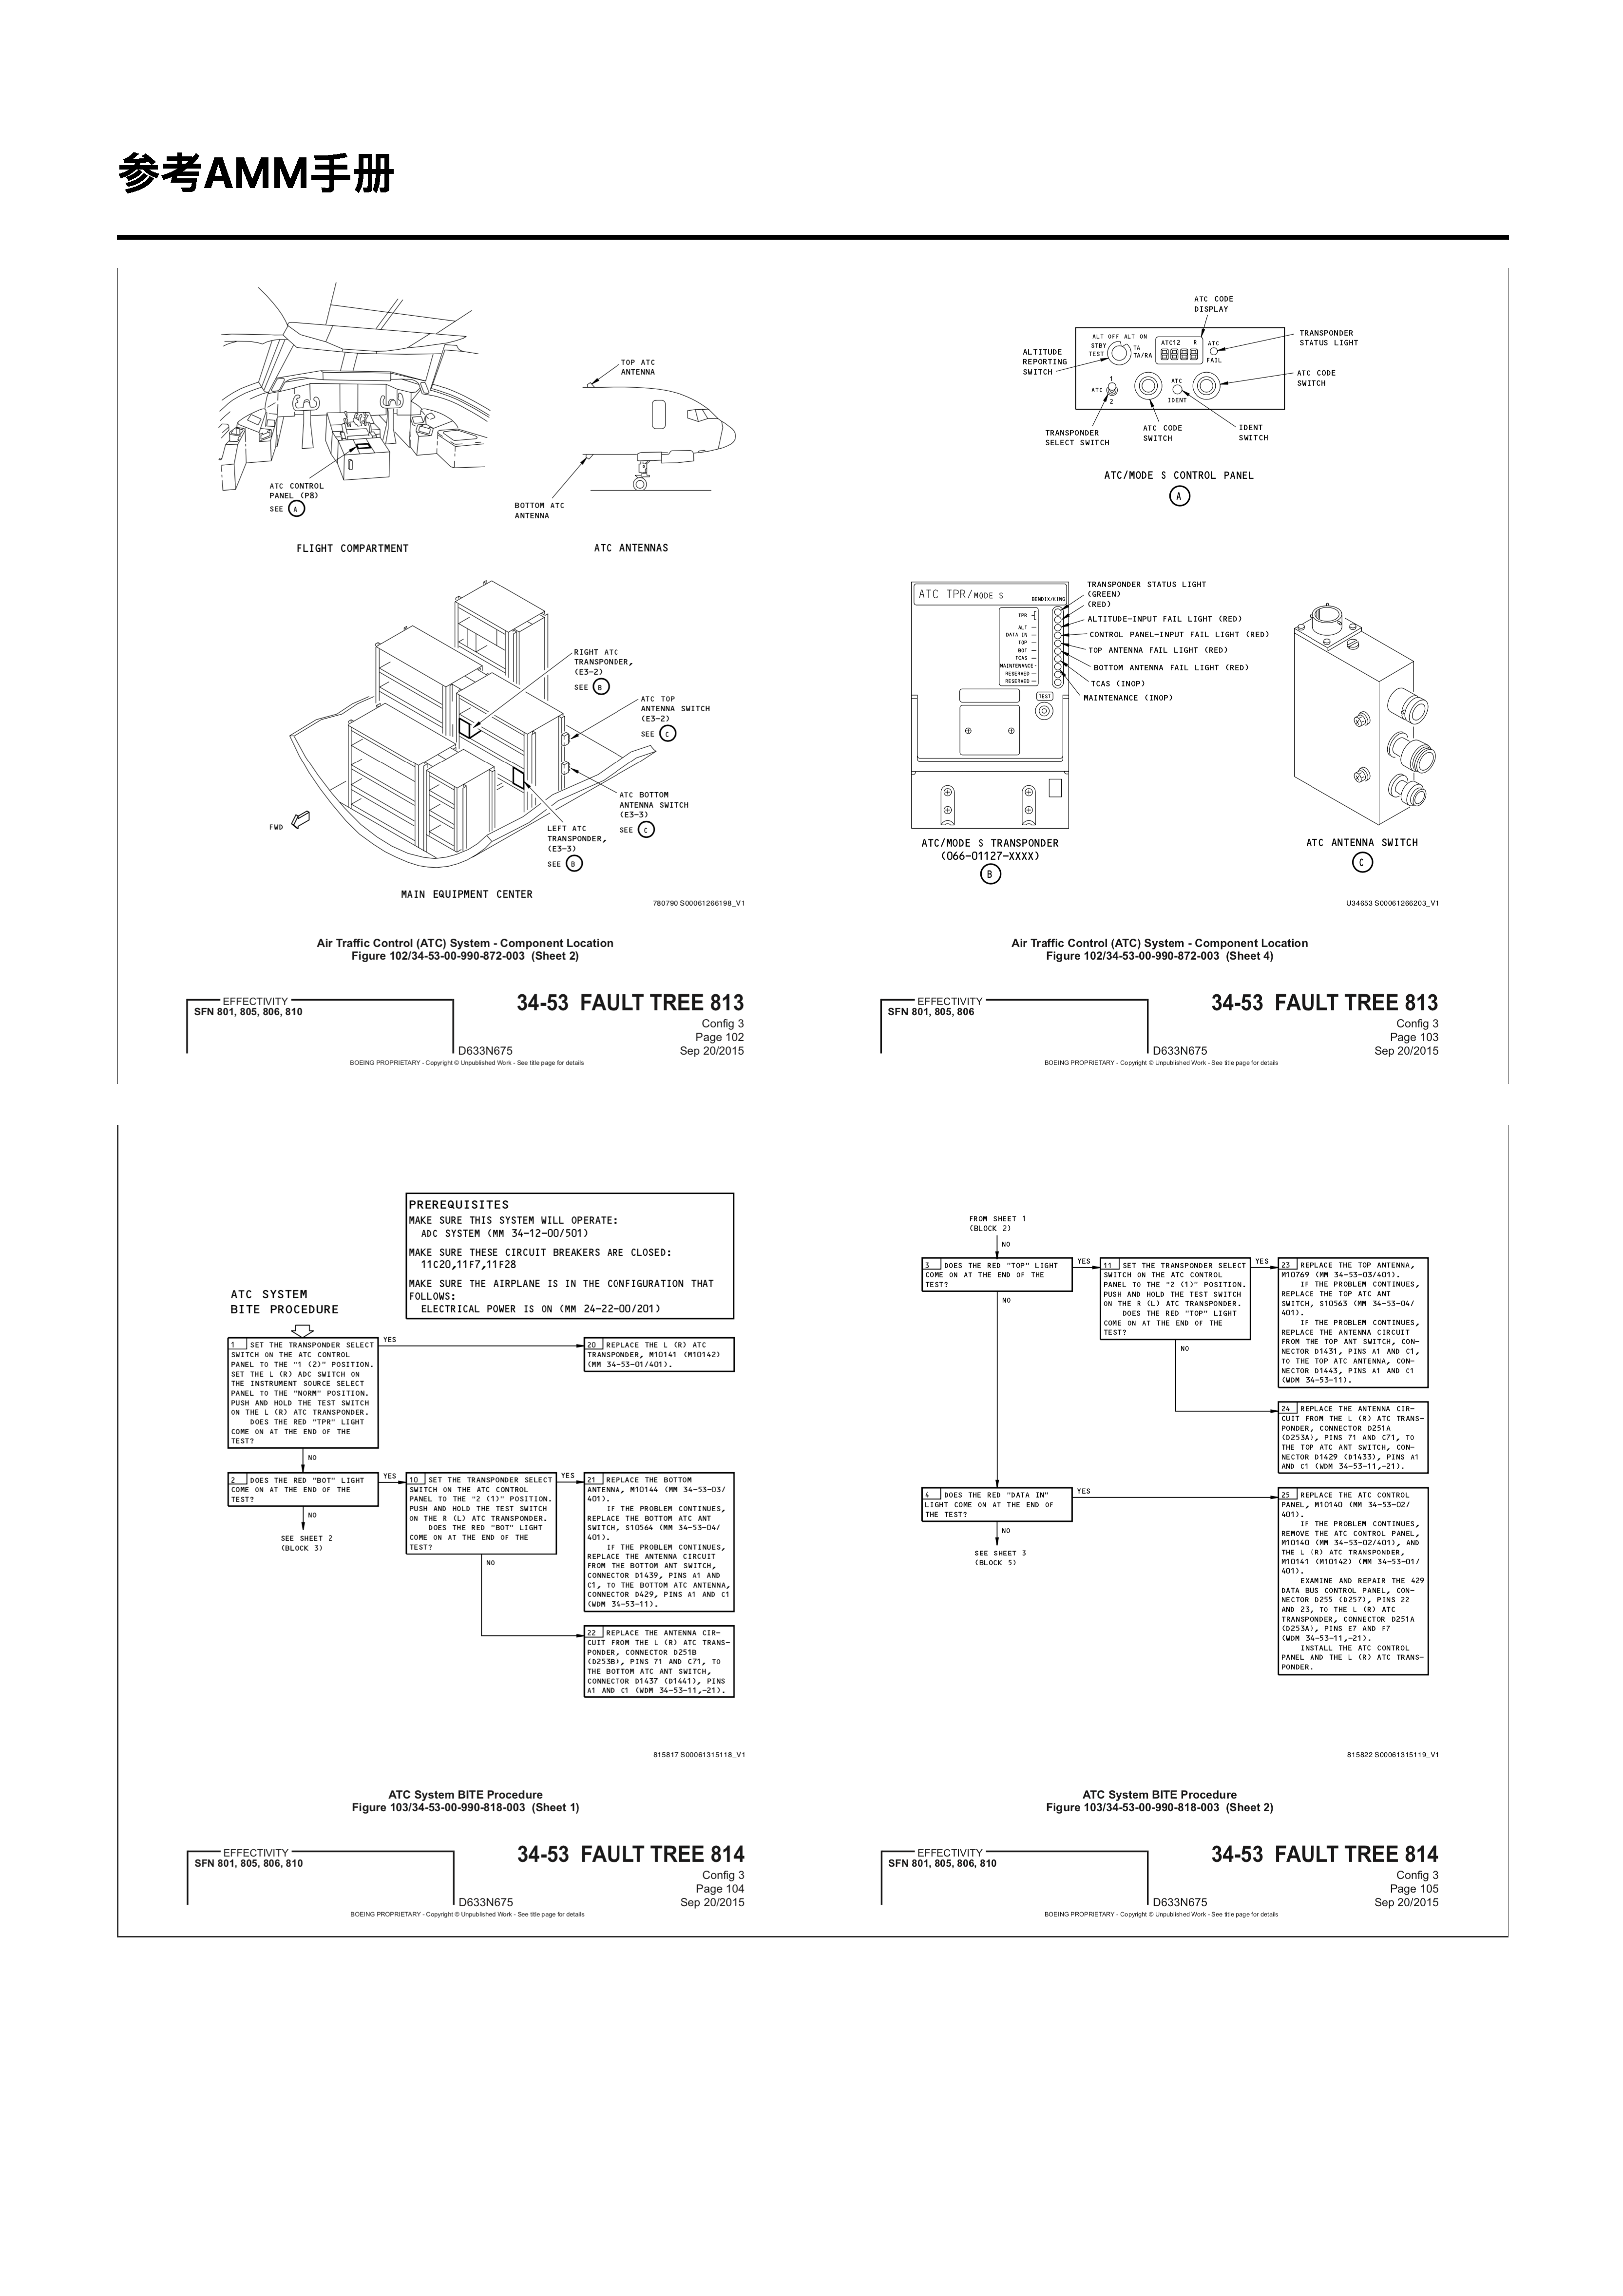 参考AMM手册
TOP ATC
ANTENNA
ATC CONTROL
PANEL (P8)
SEE A
BOTTOM ATC
ANTENNA
FLIGHT COMPARTMENT
ATC ANTENNAS
RIGHT ATC
TRANSPONDER,
(E3-2)
SEE B
ATC TOP
ANTENNA SWITCH
(E3-2)
SEE C
ATC BOTTOM
ANTENNA SWITCH
(E3-3)
SEE C
LEFT ATC
TRANSPONDER,
(E3-3)
SEE B
FWD
MAIN EQUIPMENT CENTER
780790 S00061266198_V1
Air Traffic Control (ATC) System - Component Location
Figure 102/34-53-00-990-872-003 (Sheet 2)
EFFECTIVITY
SFN 801, 805, 806, 810
34-53 FAULT TREE 813
Config 3
Page 102
D633N675
Sep 20/2015
BOEING PROPRIETARY - Copyright © Unpublished Work - See title page for details
ATC CODE
DISPLAY
TRANSPONDER
STATUS LIGHT
ALTITUDE
REPORTING
SWITCH
ALT OFF ALT ON
STBY
TEST
TA
TA/RA
ATC12 R
ATC
FAIL
ATC CODE
SWITCH
ATC
1
2
ATC
IDENT
TRANSPONDER
SELECT SWITCH
ATC CODE
SWITCH
IDENT
SWITCH
ATC/MODE S CONTROL PANEL
A
ATC TPR/MODE S
BENDIX/KING
TPR
ALT
DATA IN
TOP
BOT
TCAS
MAINTENANCE
RESERVED
RESERVED
TEST
TRANSPONDER STATUS LIGHT
(GREEN)
(RED)
ALTITUDE-INPUT FAIL LIGHT (RED)
CONTROL PANEL-INPUT FAIL LIGHT (RED)
TOP ANTENNA FAIL LIGHT (RED)
BOTTOM ANTENNA FAIL LIGHT (RED)
TCAS (INOP)
MAINTENANCE (INOP)
ATC/MODE S TRANSPONDER
(066-01127-XXXX)
B
ATC ANTENNA SWITCH
C
U34653 S00061266203_V1
Air Traffic Control (ATC) System - Component Location
Figure 102/34-53-00-990-872-003 (Sheet 4)
EFFECTIVITY
SFN 801, 805, 806
34-53 FAULT TREE 813
Config 3
Page 103
D633N675
Sep 20/2015
BOEING PROPRIETARY - Copyright © Unpublished Work - See title page for details
PREREQUISITES
MAKE SURE THIS SYSTEM WILL OPERATE:
ADC SYSTEM (MM 34-12-00/501)
MAKE SURE THESE CIRCUIT BREAKERS ARE CLOSED:
11C20,11F7,11F28
MAKE SURE THE AIRPLANE IS IN THE CONFIGURATION THAT
FOLLOWS:
ELECTRICAL POWER IS ON (MM 24-22-00/201)
ATC SYSTEM
BITE PROCEDURE
1 SET THE TRANSPONDER SELECT
SWITCH ON THE ATC CONTROL
PANEL TO THE "1 (2)" POSITION.
SET THE L (R) ADC SWITCH ON
THE INSTRUMENT SOURCE SELECT
PANEL TO THE "NORM" POSITION.
PUSH AND HOLD THE TEST SWITCH
ON THE L (R) ATC TRANSPONDER.
DOES THE RED "TPR" LIGHT
COME ON AT THE END OF THE
TEST?
YES
20 REPLACE THE L (R) ATC
TRANSPONDER, M10141 (M10142)
(MM 34-53-01/401).
NO
2 DOES THE RED "BOT" LIGHT
COME ON AT THE END OF THE
TEST?
YES
10 SET THE TRANSPONDER SELECT
SWITCH ON THE ATC CONTROL
PANEL TO THE "2 (1)" POSITION.
PUSH AND HOLD THE TEST SWITCH
ON THE R (L) ATC TRANSPONDER.
DOES THE RED "BOT" LIGHT
COME ON AT THE END OF THE
TEST?
YES
21 REPLACE THE BOTTOM
ANTENNA, M10144 (MM 34-53-03/
401).
IF THE PROBLEM CONTINUES,
REPLACE THE BOTTOM ATC ANT
SWITCH, S10564 (MM 34-53-04/
401).
IF THE PROBLEM CONTINUES,
REPLACE THE ANTENNA CIRCUIT
FROM THE BOTTOM ANT SWITCH,
CONNECTOR D1439, PINS A1 AND
C1, TO THE BOTTOM ATC ANTENNA,
CONNECTOR D429, PINS A1 AND C1
(WDM 34-53-11).
NO
SEE SHEET 2
(BLOCK 3)
NO
22 REPLACE THE ANTENNA CIR-
CUIT FROM THE L (R) ATC TRANS-
PONDER, CONNECTOR D251B
(D253B), PINS 71 AND C71, TO
THE BOTTOM ATC ANT SWITCH,
CONNECTOR D1437 (D1441), PINS
A1 AND C1 (WDM 34-53-11,-21).
815817 S00061315118_V1
ATC System BITE Procedure
Figure 103/34-53-00-990-818-003 (Sheet 1)
EFFECTIVITY
SFN 801, 805, 806, 810
34-53 FAULT TREE 814
Config 3
Page 104
D633N675
Sep 20/2015
BOEING PROPRIETARY - Copyright © Unpublished Work - See title page for details
FROM SHEET 1
(BLOCK 2)
NO
3 DOES THE RED "TOP" LIGHT
COME ON AT THE END OF THE
TEST?
YES
11 SET THE TRANSPONDER SELECT
SWITCH ON THE ATC CONTROL
PANEL TO THE "2 (1)" POSITION.
PUSH AND HOLD THE TEST SWITCH
ON THE R (L) ATC TRANSPONDER.
DOES THE RED "TOP" LIGHT
COME ON AT THE END OF THE
TEST?
YES
23 REPLACE THE TOP ANTENNA,
M10769 (MM 34-53-03/401).
IF THE PROBLEM CONTINUES,
REPLACE THE TOP ATC ANT
SWITCH, S10563 (MM 34-53-04/
401).
IF THE PROBLEM CONTINUES,
REPLACE THE ANTENNA CIRCUIT
FROM THE TOP ANT SWITCH, CON-
NECTOR D1431, PINS A1 AND C1,
TO THE TOP ATC ANTENNA, CON-
NECTOR D1443, PINS A1 AND C1
(WDM 34-53-11).
NO
NO
24 REPLACE THE ANTENNA CIR-
CUIT FROM THE L (R) ATC TRANS-
PONDER, CONNECTOR D251A
(D253A), PINS 71 AND C71, TO
THE TOP ATC ANT SWITCH, CON-
NECTOR D1429 (D1433), PINS A1
AND C1 (WDM 34-53-11,-21).
4 DOES THE RED "DATA IN"
LIGHT COME ON AT THE END OF
THE TEST?
YES
25 REPLACE THE ATC CONTROL
PANEL, M10140 (MM 34-53-02/
401).
IF THE PROBLEM CONTINUES,
REMOVE THE ATC CONTROL PANEL,
M10140 (MM 34-53-02/401), AND
THE L (R) ATC TRANSPONDER,
M10141 (M10142) (MM 34-53-01/
401).
EXAMINE AND REPAIR THE 429
DATA BUS CONTROL PANEL, CON-
NECTOR D255 (D257), PINS 22
AND 23, TO THE L (R) ATC
TRANSPONDER, CONNECTOR D251A
(D253A), PINS E7 AND F7
(WDM 34-53-11,-21).
INSTALL THE ATC CONTROL
PANEL AND THE L (R) ATC TRANS-
PONDER.
NO
SEE SHEET 3
(BLOCK 5)
815822 S00061315119_V1
ATC System BITE Procedure
Figure 103/34-53-00-990-818-003 (Sheet 2)
EFFECTIVITY
SFN 801, 805, 806, 810
34-53 FAULT TREE 814
Config 3
Page 105
D633N675
Sep 20/2015
BOEING PROPRIETARY - Copyright © Unpublished Work - See title page for details